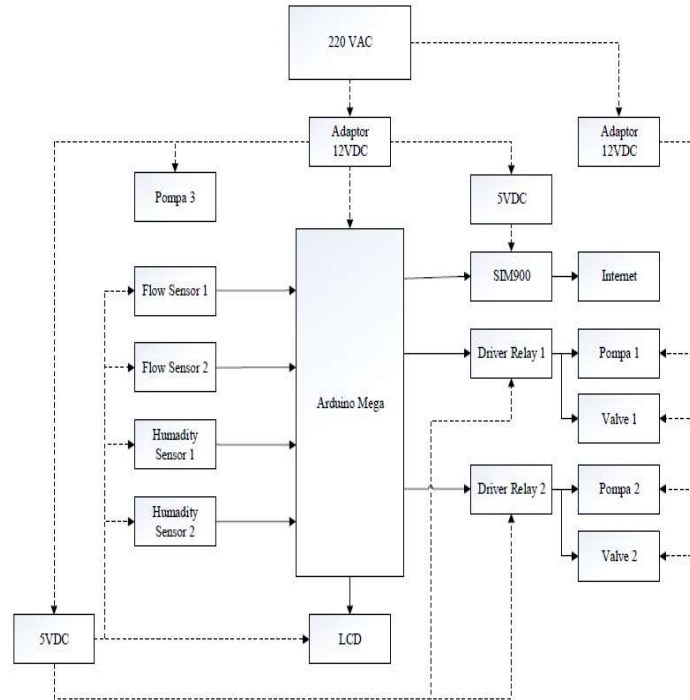 220 VAC
Adaptor
12VDC
Adaptor
12VDC
Pompa 3
5VDC
Flow Sensor 1
SIM900
Internet
Flow Sensor 2
Driver Relay 1
Pompa 1
Arduino Mega
Valve 1
Humadity
Sensor 1
Humadity
Sensor 2
Driver Relay 2
Pompa 2
Valve 2
5VDC
LCD